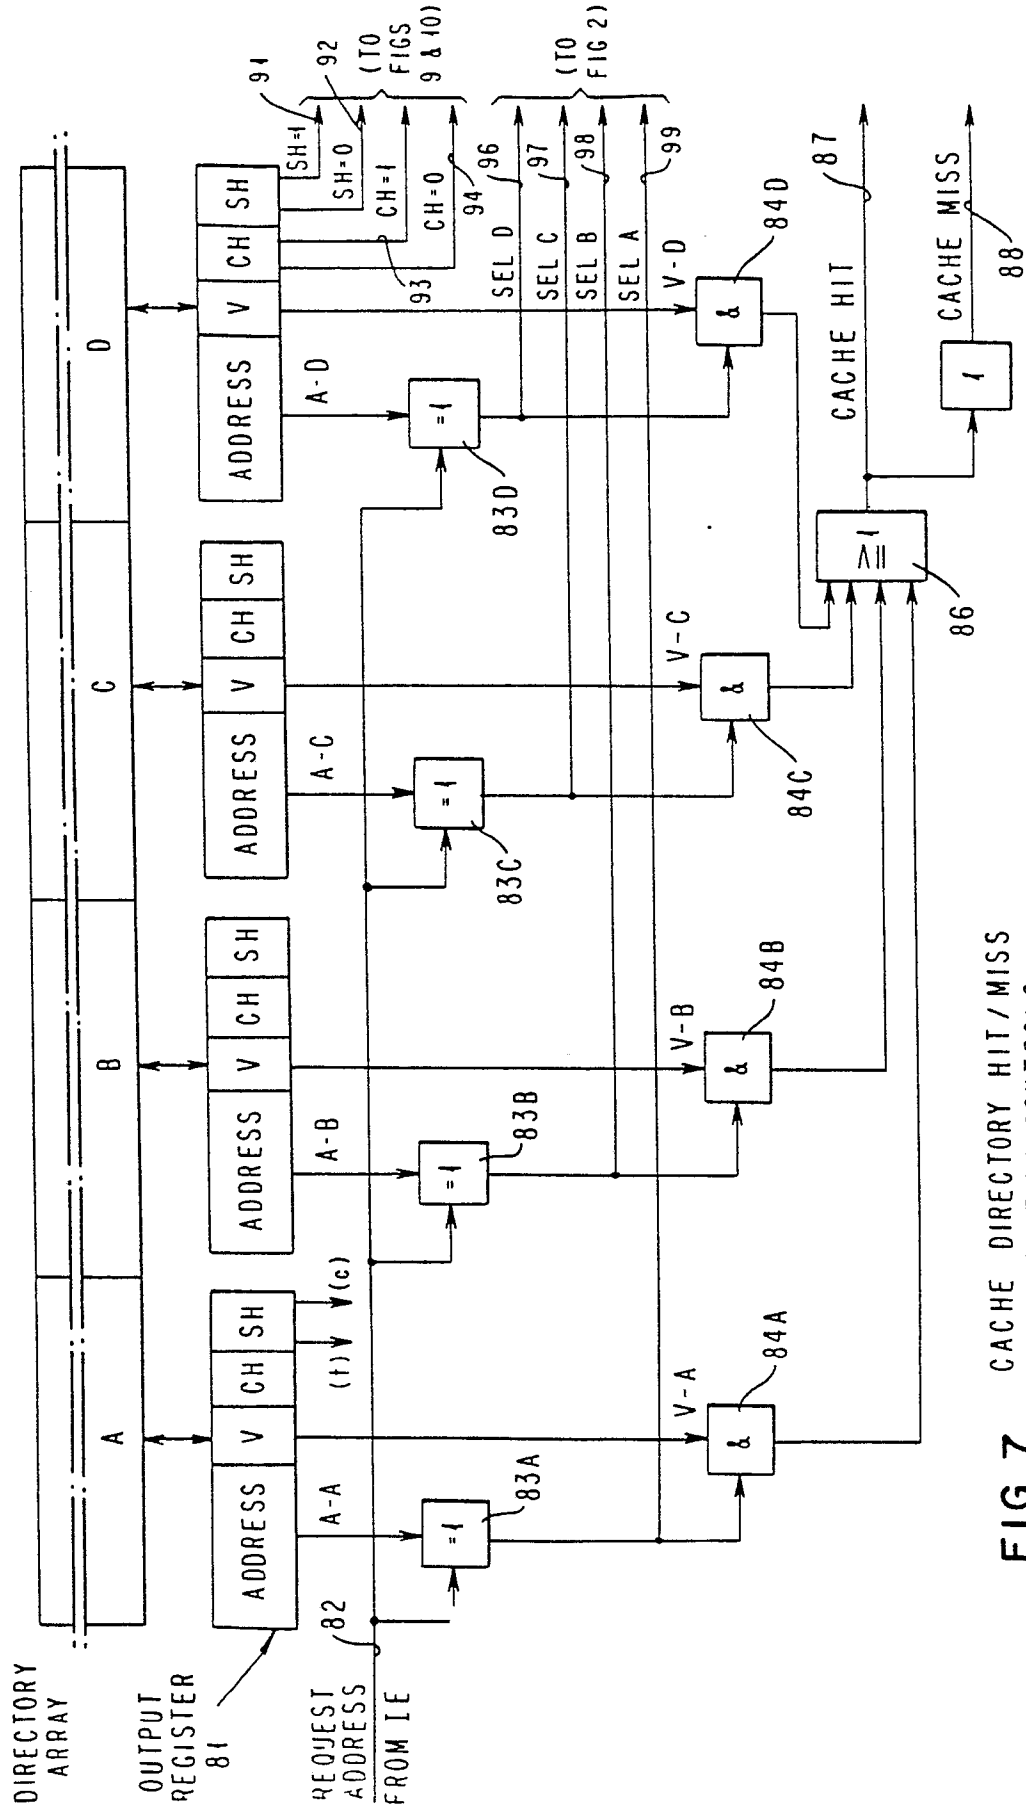 DIRECTORY
ARRAY
A
B
C
D
OUTPUT
REGISTER
81
ADDRESS V CH SH
ADDRESS V CH SH
ADDRESS V CH SH
ADDRESS V CH SH
(f)
(c)
SH=1
91
SH=0
92
CH=1
93
CH=0
94
(TO
FIGS
9 & 10)
REQUEST
ADDRESS
FROM IE
82
A-A
A-B
A-C
A-D
=1
83A
=1
83B
=1
83C
=1
83D
SEL D
96
SEL C
97
SEL B
98
SEL A
99
(TO
FIG 2)
V-A
V-B
V-C
V-D
&
84A
&
84B
&
84C
&
84D
≧1
86
CACHE HIT
87
1
CACHE MISS
88
FIG 7
CACHE DIRECTORY HIT/MISS